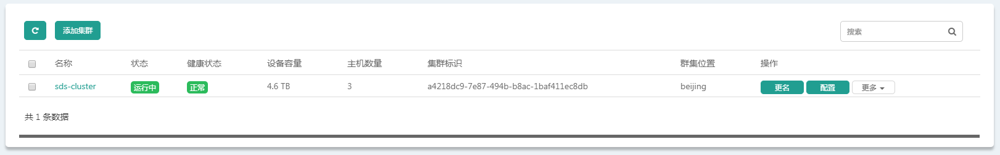 添加集群 搜索
名称 状态 健康状态 设备容量 主机数量 集群标识 群集位置 操作
sds-cluster 运行中 正常 4.6 TB 3 a4218dc9-7e87-494b-b8ac-1baf411ec8db beijing 更名 配置 更多
共 1 条数据